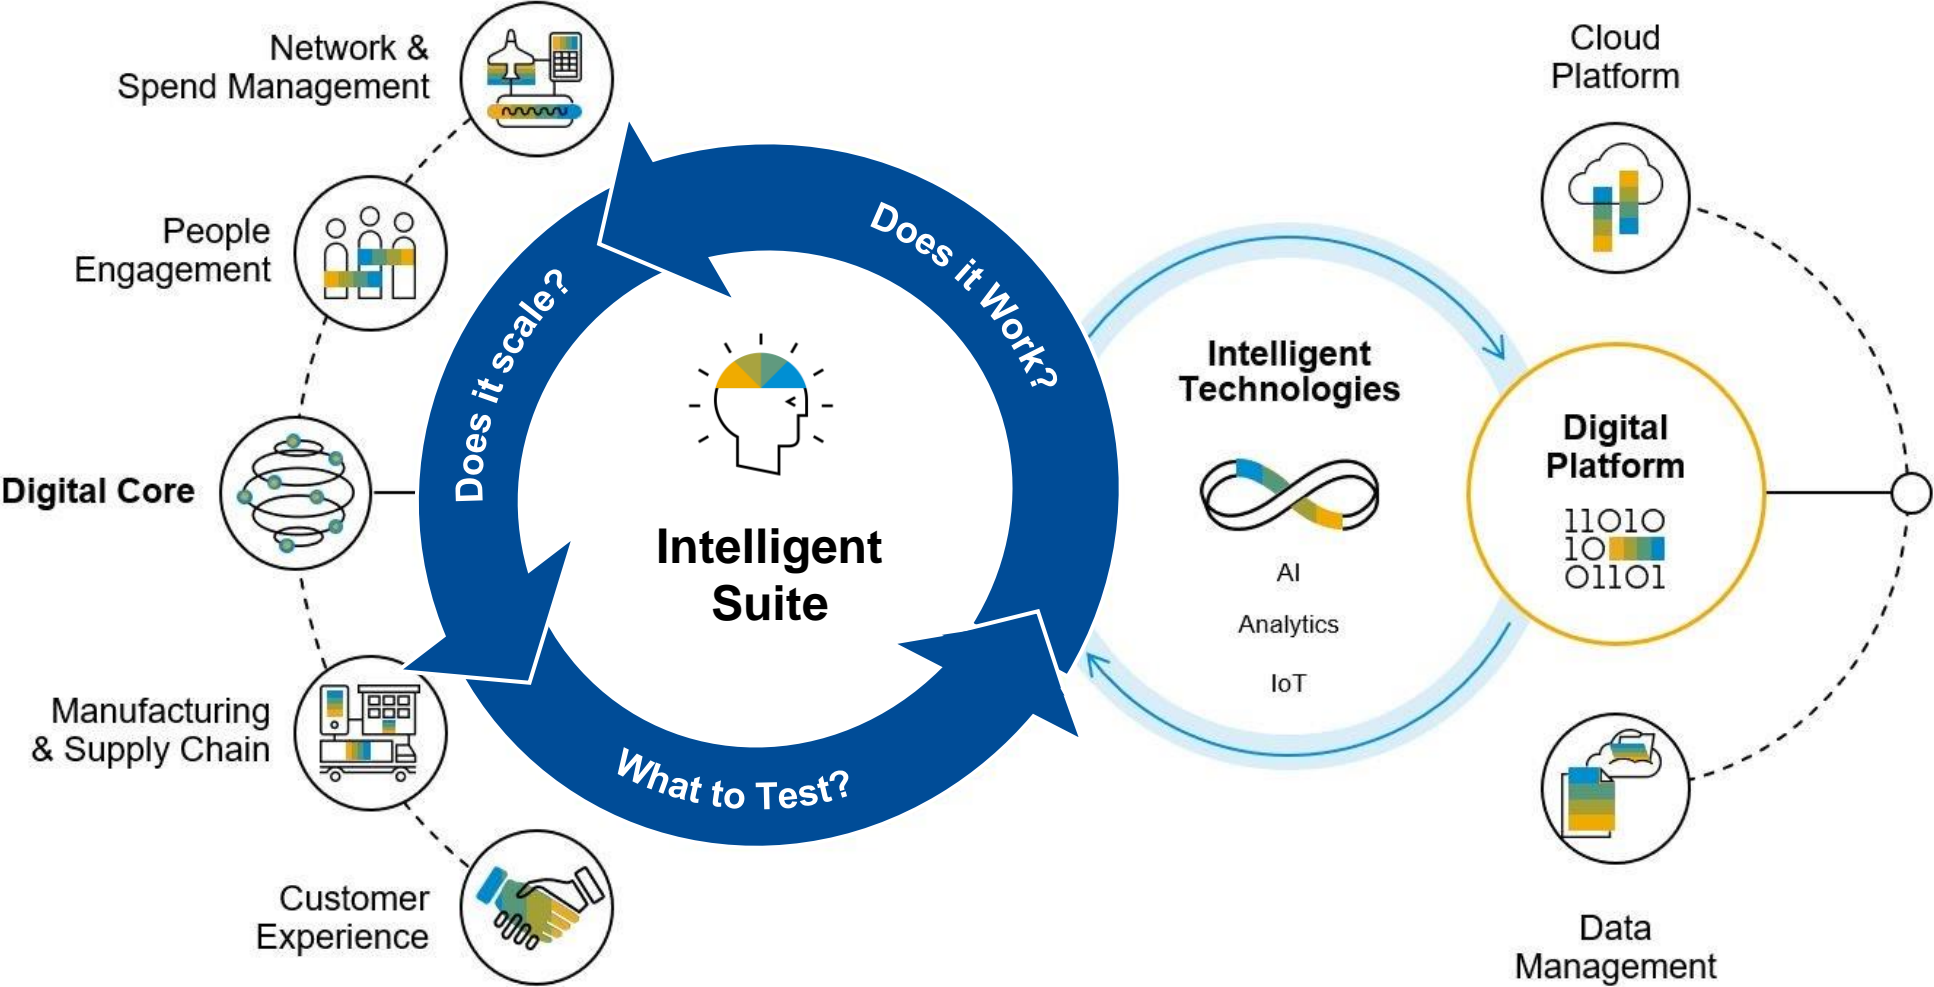 Network &
Spend Management
People
Engagement
Digital Core
Manufacturing
& Supply Chain
Customer
Experience
Does it scale?
Does it Work?
What to Test?
Intelligent
Suite
Intelligent
Technologies
AI
Analytics
IoT
Cloud
Platform
Digital
Platform
11010
10
01101
Data
Management